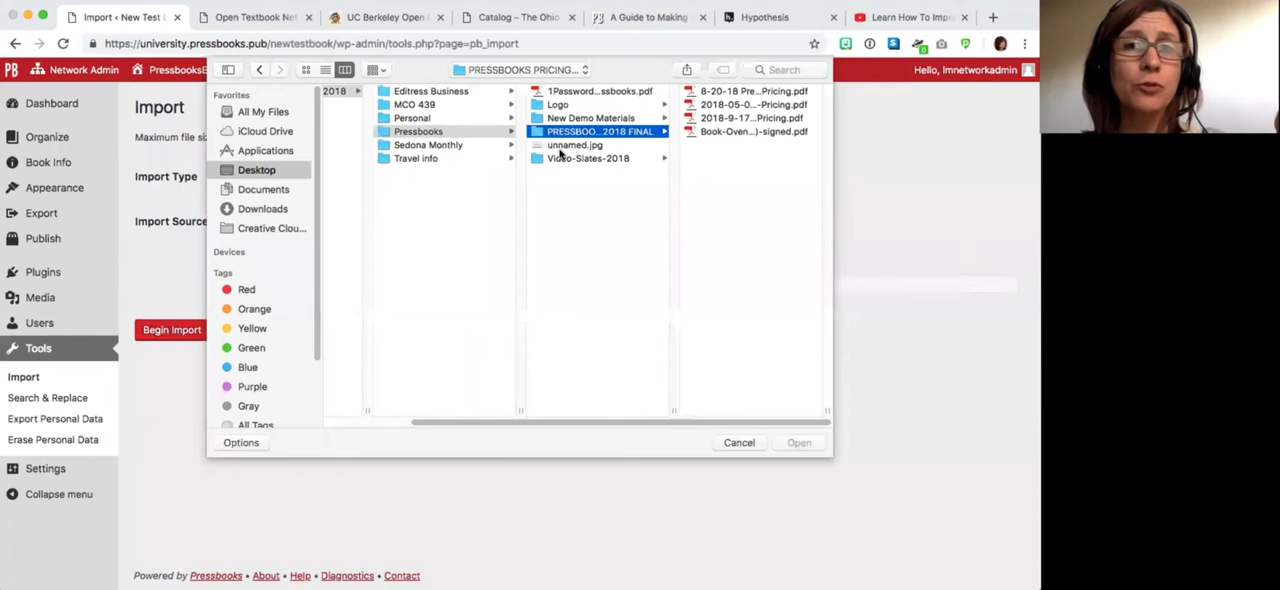 Import ‹ New Test
Open Textbook Ne
UC Berkeley Open
Catalog – The Ohio
A Guide to Making
Hypothesis
Learn How To Imp
https://university.pressbooks.pub/newtestbook/wp-admin/tools.php?page=pb_import
PB
Network Admin
Hello, lmnetworkadmin
PRESSBOOKS PRICING...
Search
Dashboard
Organize
Book Info
Appearance
Export
Publish
Plugins
Media
Users
Tools
Import
Search & Replace
Export Personal Data
Erase Personal Data
Settings
Collapse menu
Import
Maximum file
Import Type
Import Source
Begin Import
Favorites
All My Files
iCloud Drive
Applications
Desktop
Documents
Downloads
Creative Clou...
Devices
Tags
Red
Orange
Yellow
Green
Blue
Purple
Gray
All Tags
2018
Editress Business
MCO 439
Personal
Pressbooks
Sedona Monthly
Travel info
1Password...ssbooks.pdf
Logo
New Demo Materials
PRESSBOO...2018 FINAL
unnamed.jpg
Video-Slates-2018
8-20-18 Pre...Pricing.pdf
2018-05-0...-Pricing.pdf
2018-9-17...Pricing.pdf
Book-Oven...)-signed.pdf
Options
Cancel
Open
Powered by Pressbooks • About • Help • Diagnostics • Contact